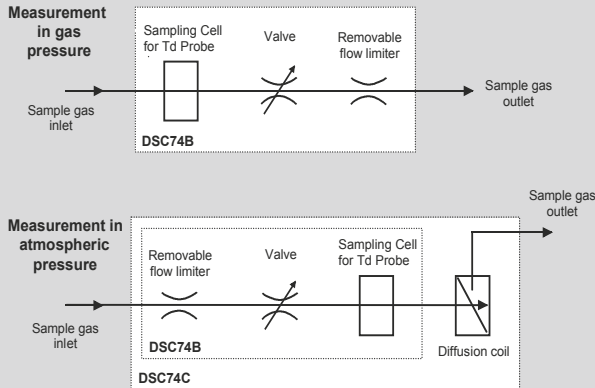 Measurement
in gas
pressure
Sampling Cell
for Td Probe
Valve
Removable
flow limiter
Sample gas
inlet
Sample gas
outlet
DSC74B
Sample gas
outlet
Measurement in
atmospheric
pressure
Removable
flow limiter
Valve
Sampling Cell
for Td Probe
Sample gas
inlet
DSC74B
Diffusion coil
DSC74C